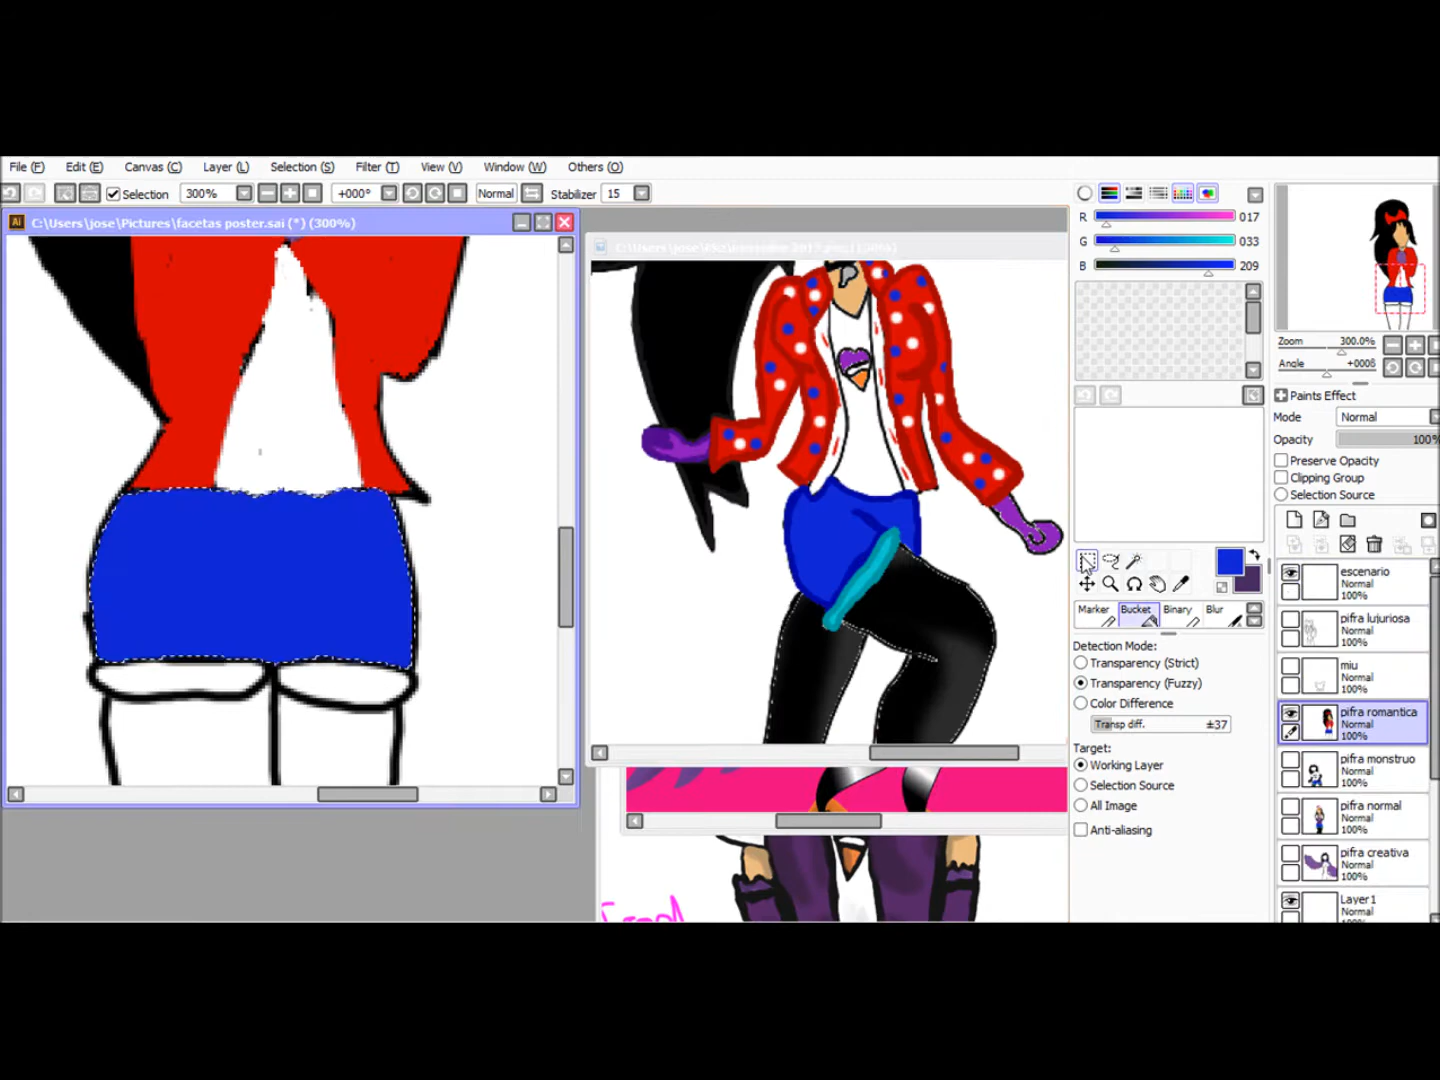 File (F) Edit (E) Canvas (C) Layer (L) Selection (S) Filter (T) View (V) Window (W) Others (O)
Selection 300% +000° Normal Stabilizer 15
Ai C:\Users\jose\Pictures\facetas poster.sai (*) (300%)
R 017
G 033
B 209
Zoom 300.0%
Angle
Paints Effect
Mode Normal
Opacity 100%
Preserve Opacity
Clipping Group
Selection Source
Marker Bucket Binary Blur
Detection Mode:
Transparency (Strict)
Transparency (Fuzzy)
Color Difference
Transp diff. ±37
Target:
Working Layer
Selection Source
All Image
Anti-aliasing
escenario
Normal
100%
pifra lujuriosa
Normal
100%
miu
Normal
100%
pifra romantica
Normal
100%
pifra monstruo
Normal
100%
pifra normal
Normal
100%
pifra creativa
Normal
100%
Layer1
Normal